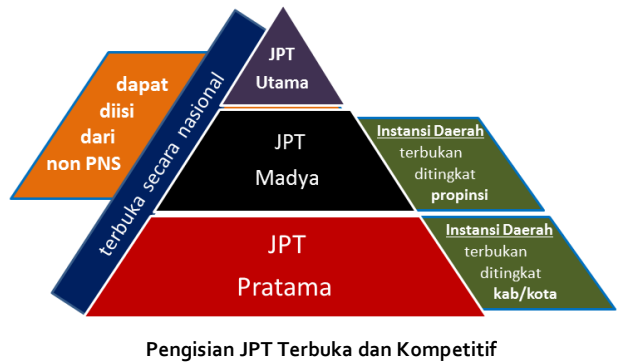 JPT
Utama
dapat
diisi
dari
non PNS
terbuka secara nasional
JPT
Madya
Instansi Daerah
terbukan
ditingkat
propinsi
JPT
Pratama
Instansi Daerah
terbukan
ditingkat
kab/kota
Pengisian JPT Terbuka dan Kompetitif